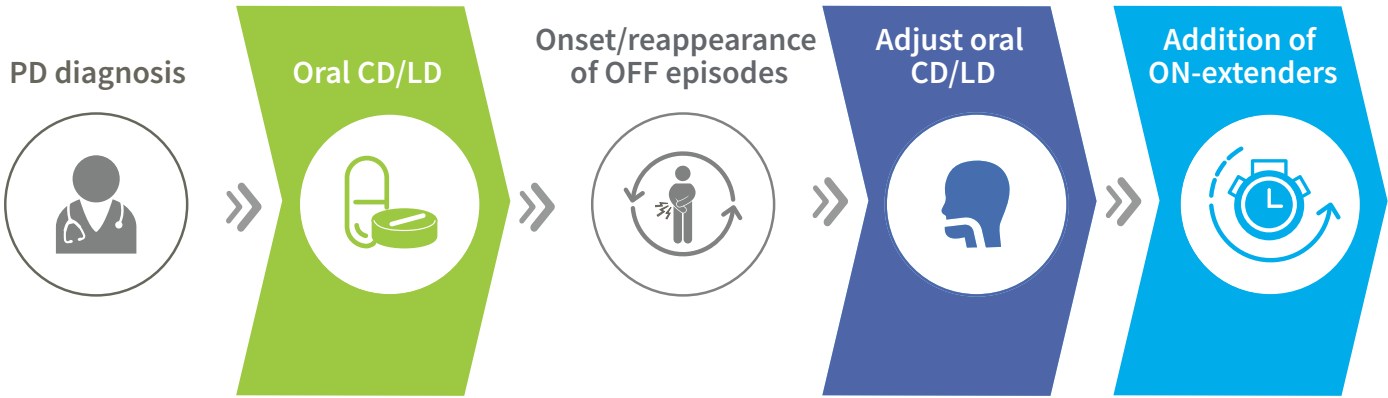 PD diagnosis
Oral CD/LD
Onset/reappearance
of OFF episodes
Adjust oral
CD/LD
Addition of
ON-extenders